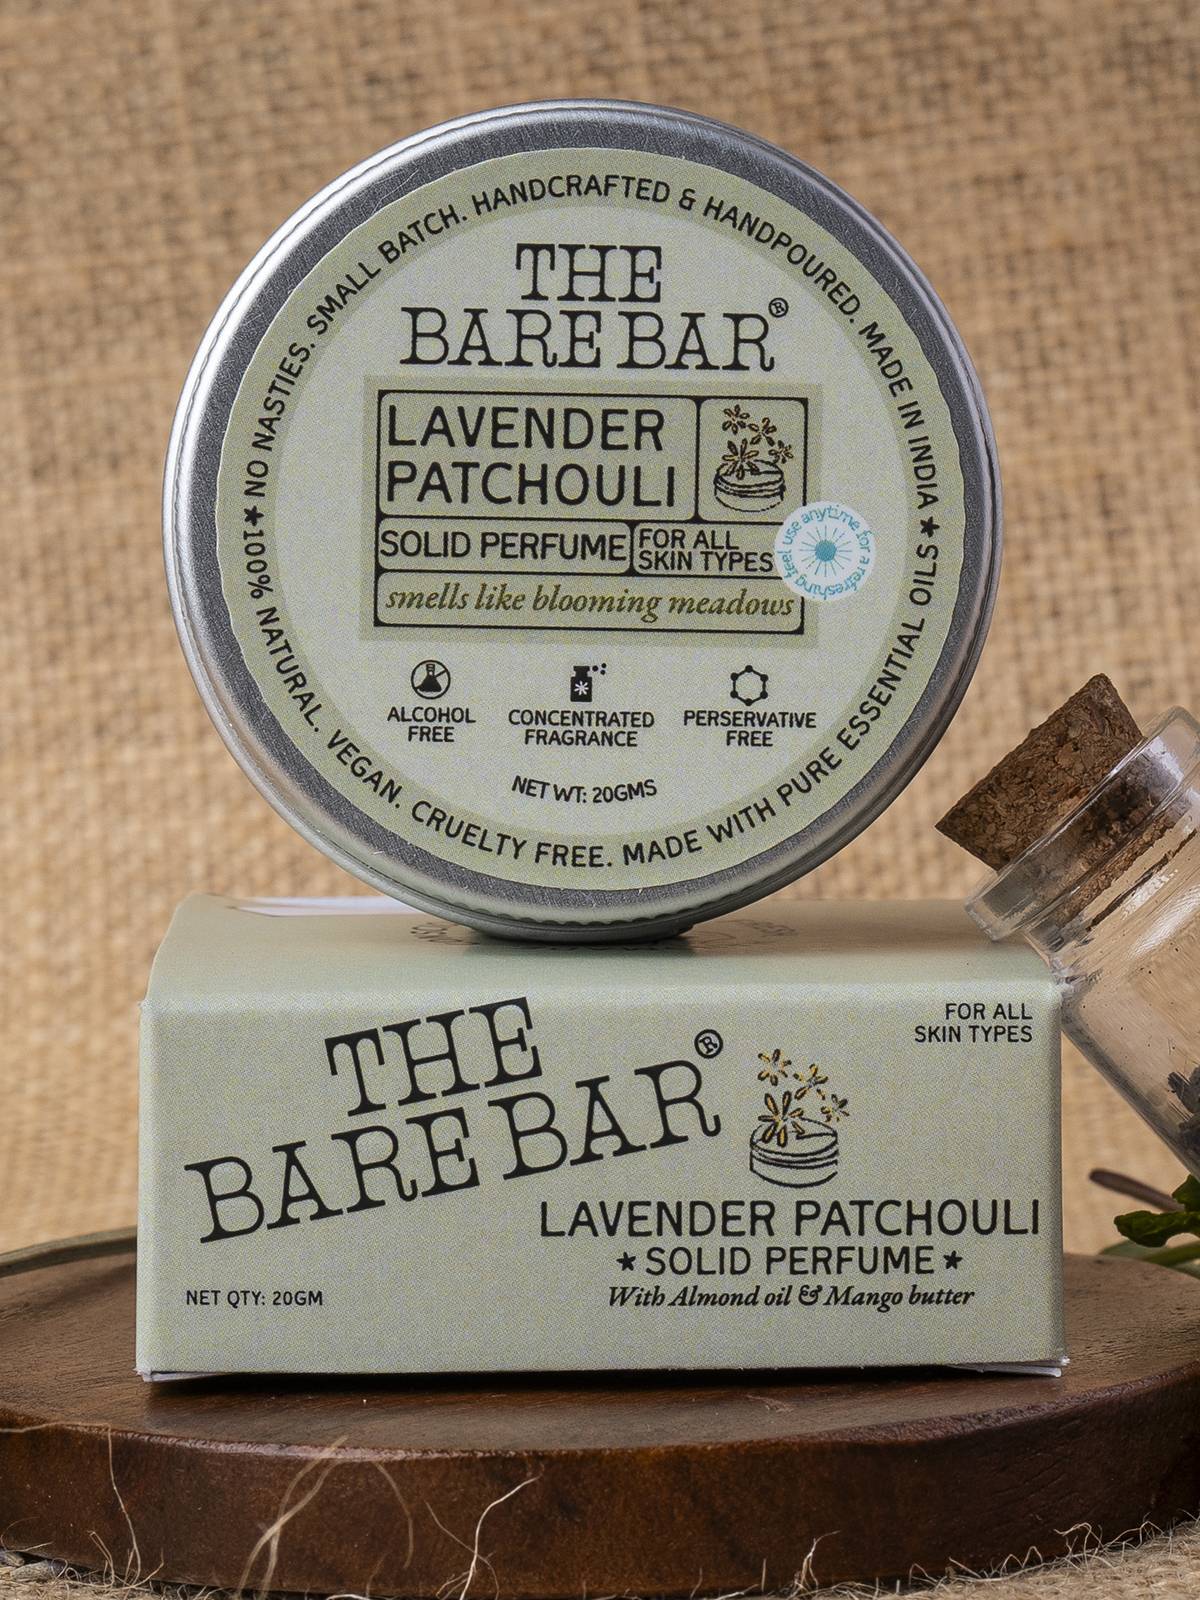 ★ NO NASTIES. SMALL BATCH. HANDCRAFTED & HANDPOURED. MADE IN INDIA ★
100% NATURAL. VEGAN. CRUELTY FREE. MADE WITH PURE ESSENTIAL OILS
THE
BARE BAR®
LAVENDER
PATCHOULI
SOLID PERFUME
FOR ALL
SKIN TYPES
use anytime for a refreshing feel
smells like blooming meadows
ALCOHOL
FREE
CONCENTRATED
FRAGRANCE
PERSERVATIVE
FREE
NET WT: 20GMS
THE
BARE BAR®
FOR ALL
SKIN TYPES
LAVENDER PATCHOULI
★ SOLID PERFUME ★
With Almond oil & Mango butter
NET QTY: 20GM